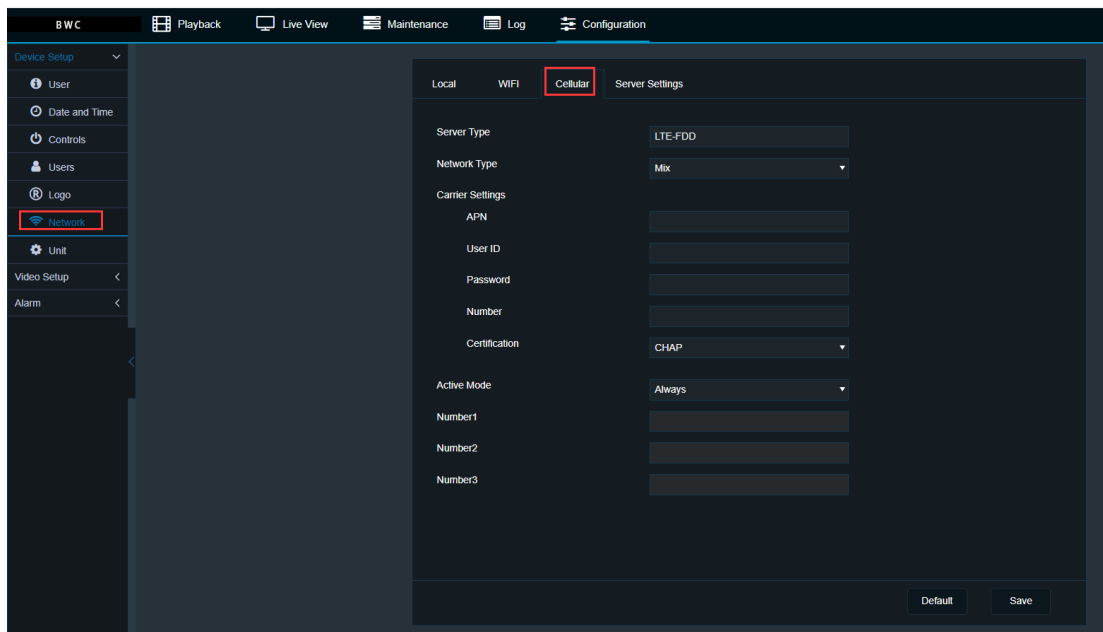 BWC
Playback
Live View
Maintenance
Log
Configuration
Device Setup
User
Date and Time
Controls
Users
Logo
Network
Unit
Video Setup
Alarm
Local
WIFI
Cellular
Server Settings
Server Type
LTE-FDD
Network Type
Mix
Carrier Settings
APN
User ID
Password
Number
Certification
CHAP
Active Mode
Always
Number1
Number2
Number3
Default
Save